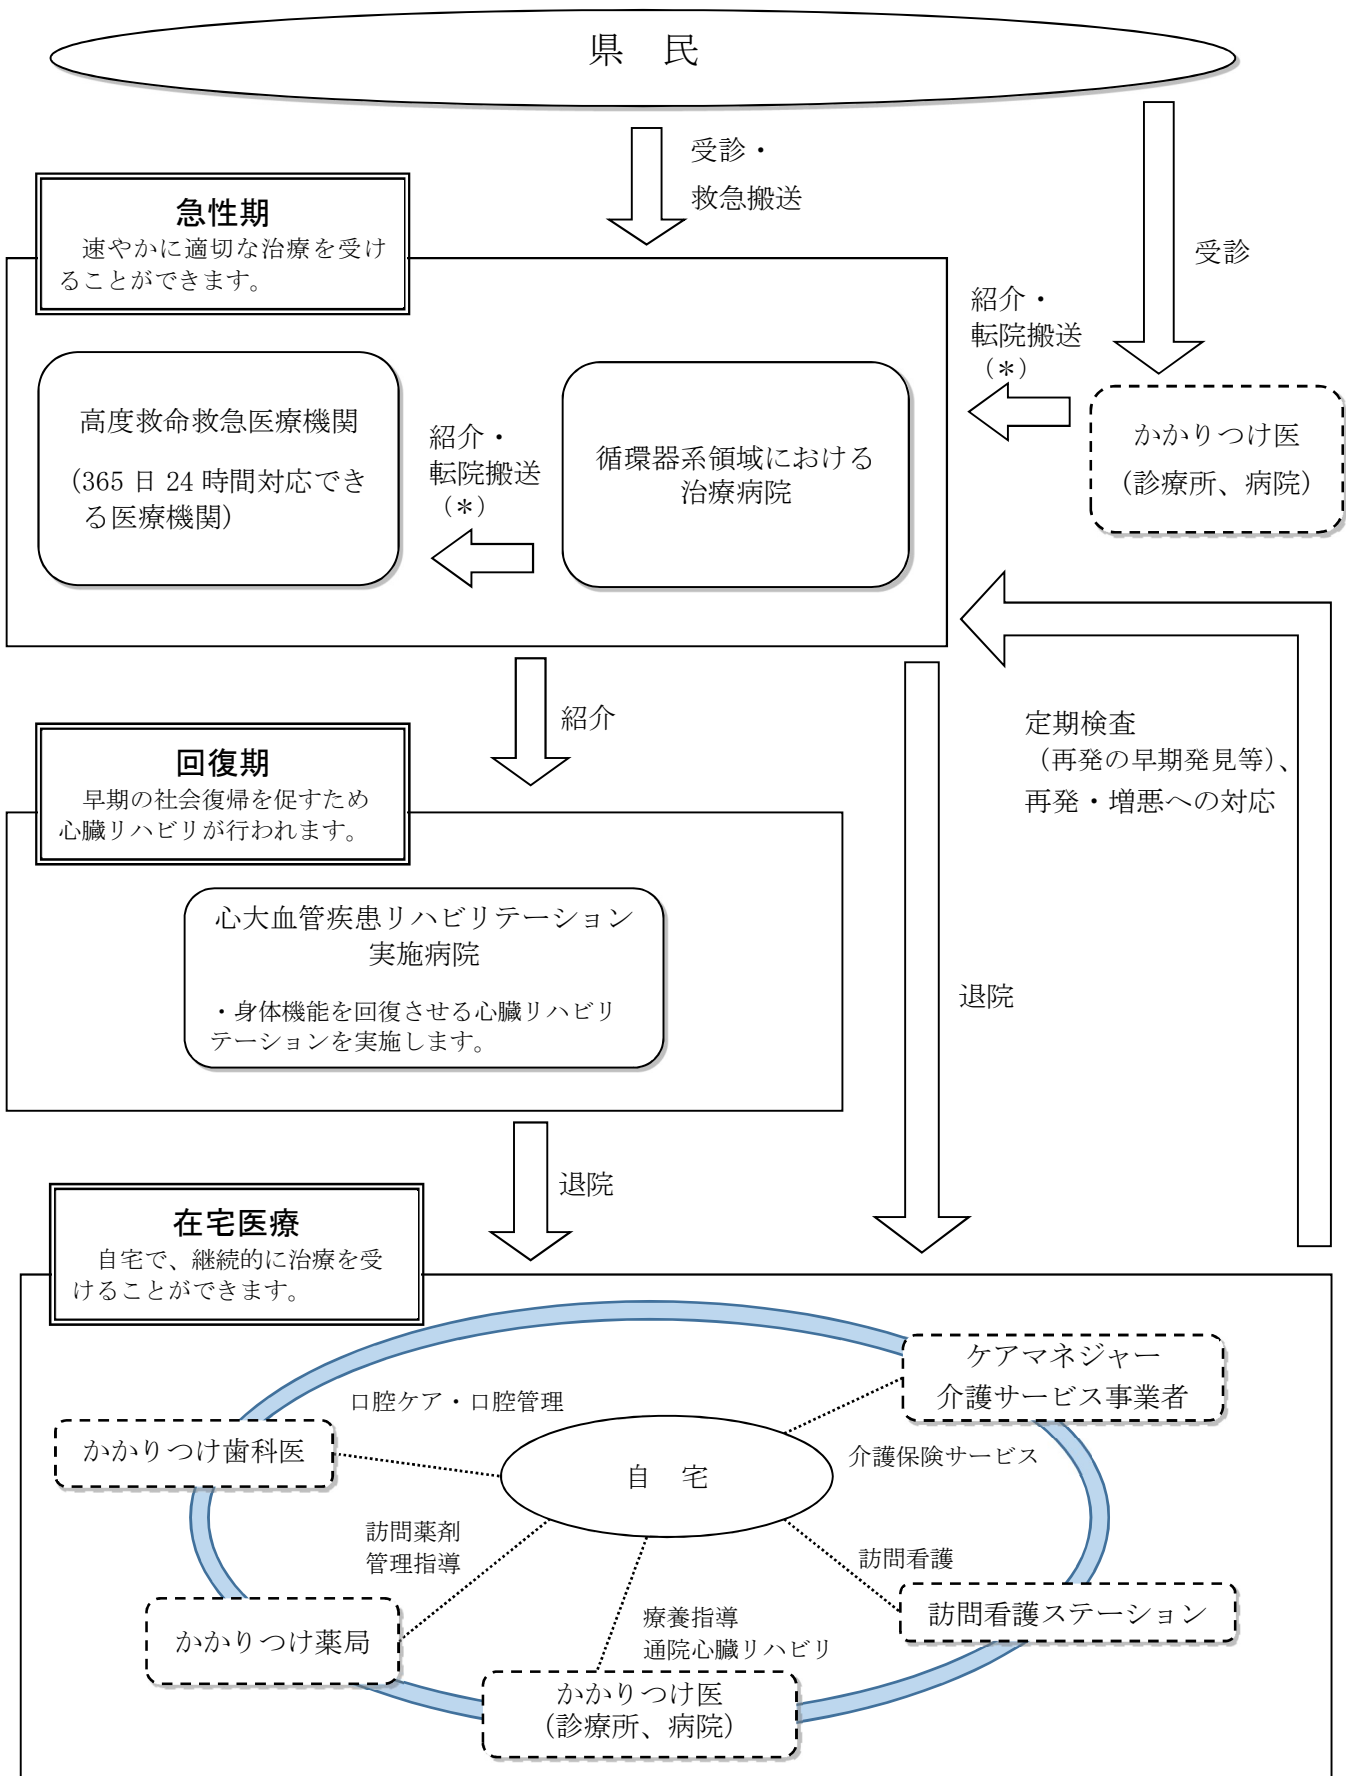 県　民
受診・
救急搬送
受診
急性期
速やかに適切な治療を受け
ることができます。
紹介・
転院搬送
（＊）
高度救命救急医療機関
(365 日 24 時間対応でき
る医療機関)
紹介・
転院搬送
（＊）
循環器系領域における
治療病院
かかりつけ医
(診療所、病院)
紹介
定期検査
（再発の早期発見等)、
再発・増悪への対応
回復期
早期の社会復帰を促すため
心臓リハビリが行われます。
心大血管疾患リハビリテーション
実施病院
・身体機能を回復させる心臓リハビリ
テーションを実施します。
退院
退院
在宅医療
自宅で、継続的に治療を受
けることができます。
ケアマネジャー
介護サービス事業者
口腔ケア・口腔管理
かかりつけ歯科医
介護保険サービス
自　宅
訪問薬剤
管理指導
訪問看護
かかりつけ薬局
療養指導
通院心臓リハビリ
訪問看護ステーション
かかりつけ医
(診療所、病院)